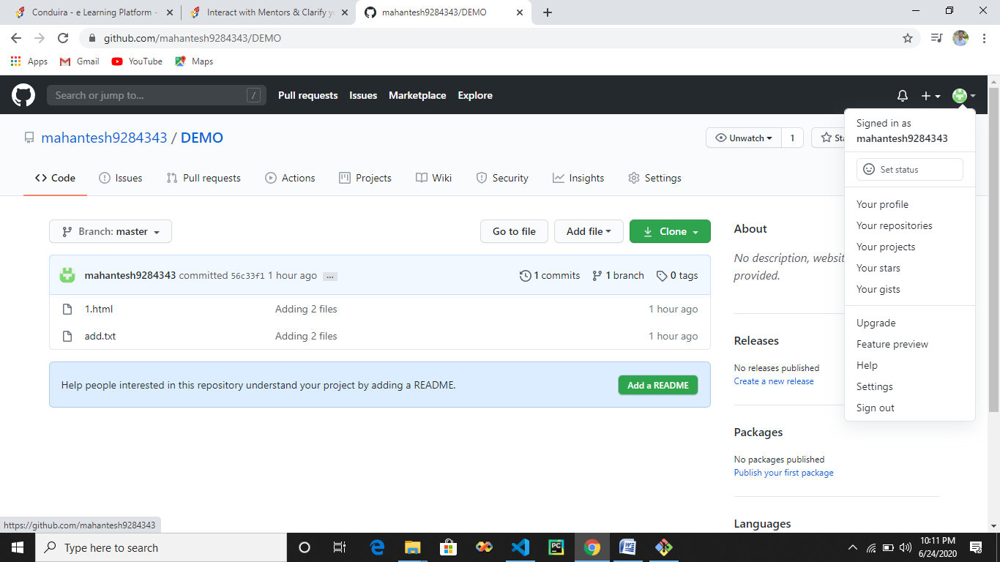 Conduira - e Learning Platform -
Interact with Mentors & Clarify yo
mahantesh9284343/DEMO
github.com/mahantesh9284343/DEMO
Apps Gmail YouTube Maps
Search or jump to... /
Pull requests Issues Marketplace Explore
mahantesh9284343 / DEMO
Unwatch 1
Sta
Code Issues Pull requests Actions Projects Wiki Security Insights Settings
Branch: master
Go to file Add file Clone
mahantesh9284343 committed 56c33f1 1 hour ago ...
1 commits 1 branch 0 tags
1.html Adding 2 files 1 hour ago
add.txt Adding 2 files 1 hour ago
Help people interested in this repository understand your project by adding a README.
Add a README
About
No description, websit
provided.
Releases
No releases published
Create a new release
Packages
No packages published
Publish your first package
Languages
Signed in as
mahantesh9284343
Set status
Your profile
Your repositories
Your projects
Your stars
Your gists
Upgrade
Feature preview
Help
Settings
Sign out
https://github.com/mahantesh9284343
Type here to search
PC
10:11 PM
6/24/2020